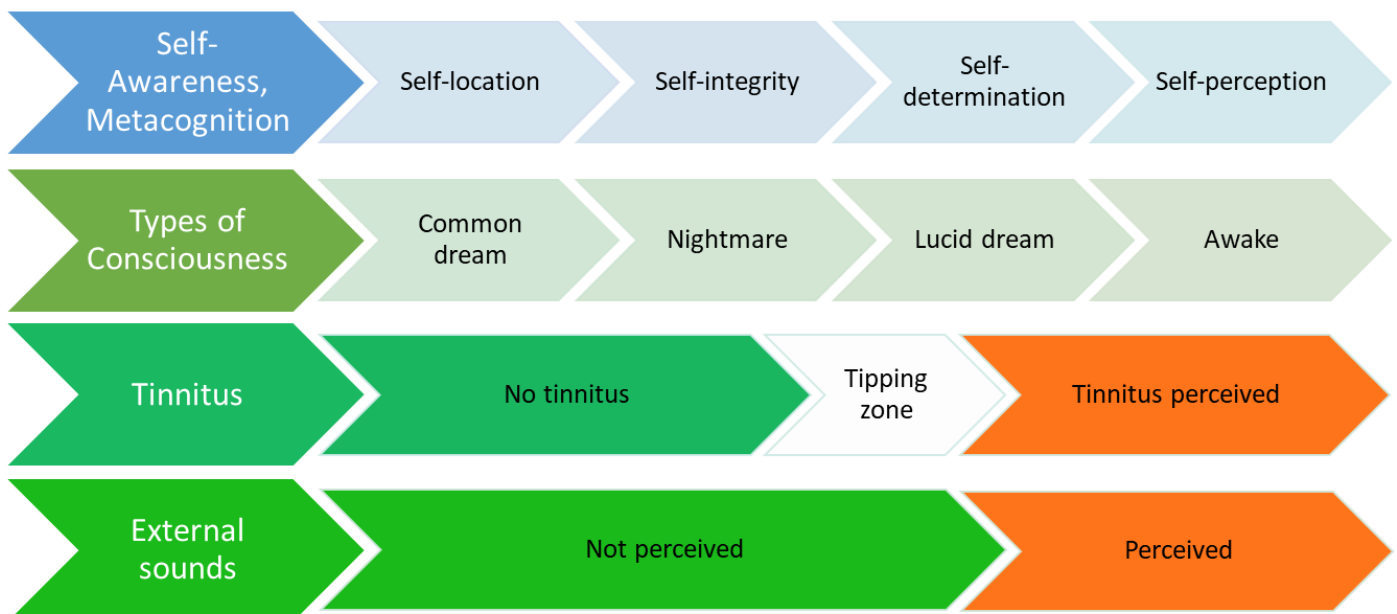 Self-
Awareness,
Metacognition
Self-location
Self-integrity
Self-
determination
Self-perception
Types of
Consciousness
Common
dream
Nightmare
Lucid dream
Awake
Tinnitus
No tinnitus
Tipping
zone
Tinnitus perceived
External
sounds
Not perceived
Perceived